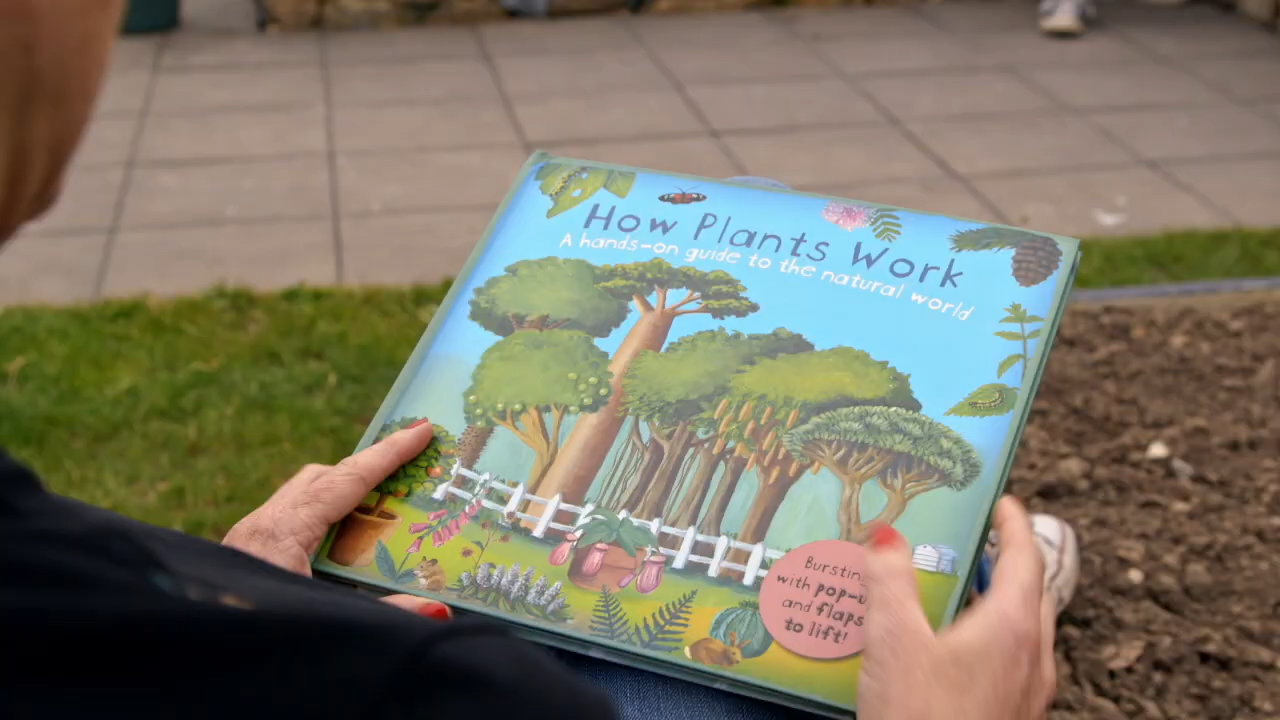 How Plants Work
A hands-on guide to the natural world
Bursting
with pop-u
and flaps
to lift!